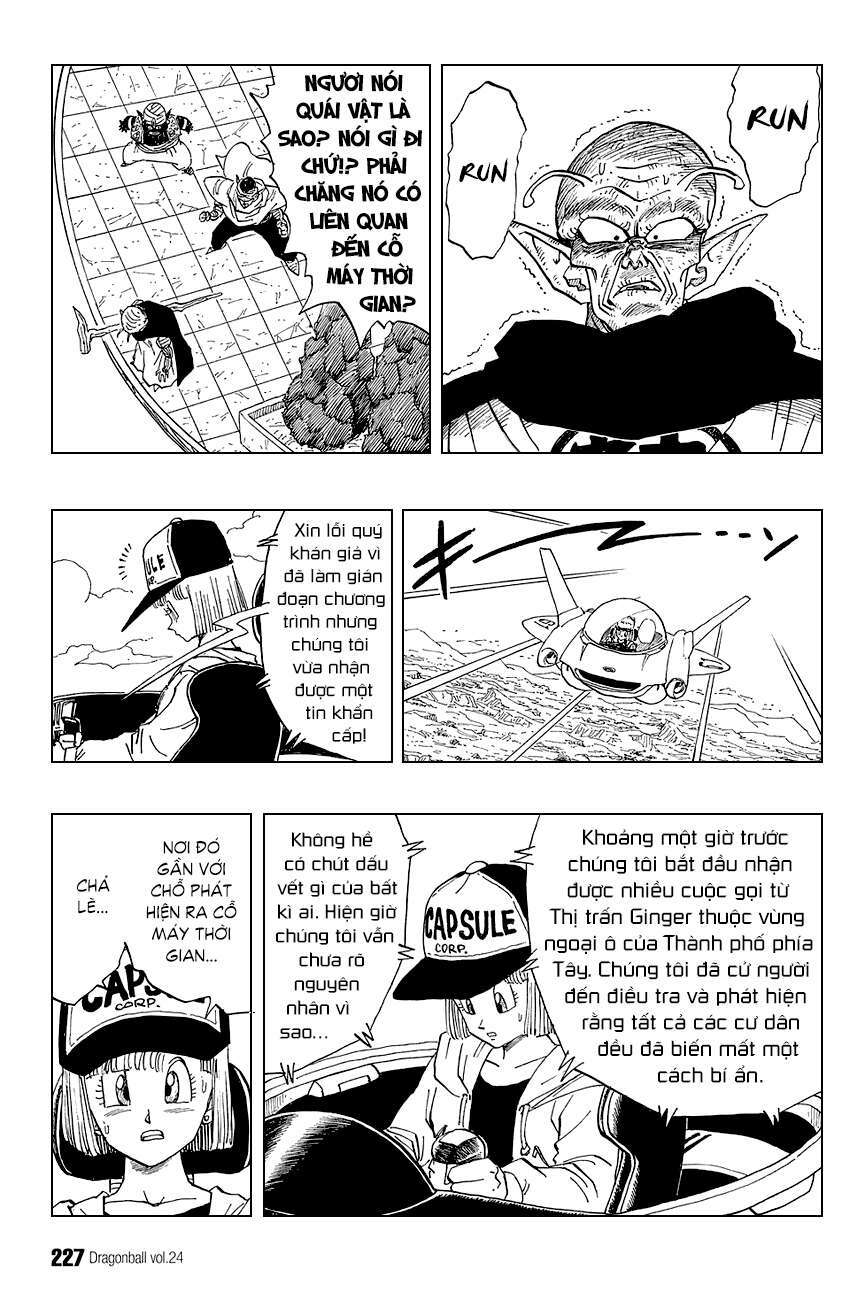 NGƯƠI NÓI
QUÁI VẬT LÀ
SAO? NÓI GÌ ĐI
CHỨ!? PHẢI
CHĂNG NÓ CÓ
LIÊN QUAN
ĐẾN CỖ
MÁY THỜI
GIAN?
RUN
RUN
Xin lỗi quý
khán giả vì
đã làm gián
đoạn chương
trình nhưng
chúng tôi
vừa nhận
được một
tin khẩn
cấp!
SULE
CORP.
キィーン
NƠI ĐÓ
GẦN VỚI
CHỖ PHÁT
HIỆN RA CỖ
MÁY THỜI
GIAN...
CHẢ
LẼ...
CAPS
CORP.
Không hề
có chút dấu
vết gì của bất
kì ai. Hiện giờ
chúng tôi vẫn
chưa rõ
nguyên
nhân vì
sao...
CAPSULE
CORP.
Khoảng một giờ trước
chúng tôi bắt đầu nhận
được nhiều cuộc gọi từ
Thị trấn Ginger thuộc vùng
ngoại ô của Thành phố phía
Tây. Chúng tôi đã cử người
đến điều tra và phát hiện
rằng tất cả các cư dân
đều đã biến mất một
cách bí ẩn.
227 Dragonball vol.24